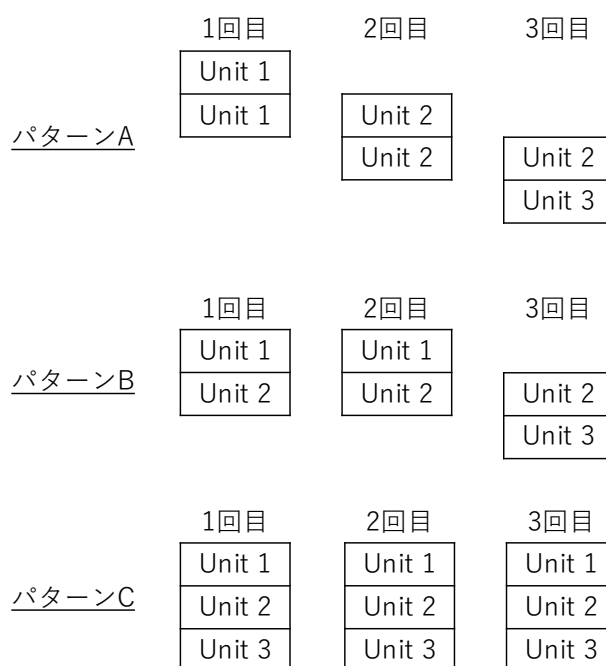 1回目 2回目 3回目
Unit 1
Unit 1 Unit 2
パターンA Unit 2 Unit 2
Unit 3
1回目 2回目 3回目
Unit 1 Unit 1
パターンB Unit 2 Unit 2 Unit 2
Unit 3
1回目 2回目 3回目
Unit 1 Unit 1 Unit 1
パターンC Unit 2 Unit 2 Unit 2
Unit 3 Unit 3 Unit 3